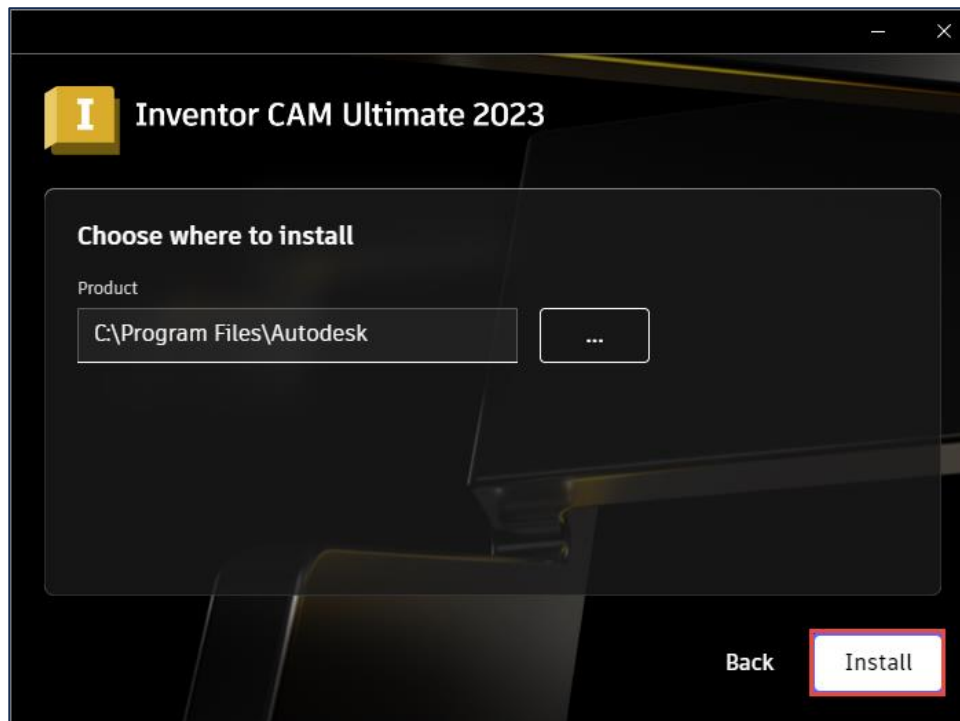 I
Inventor CAM Ultimate 2023
Choose where to install
Product
C:\Program Files\Autodesk
...
Back
Install